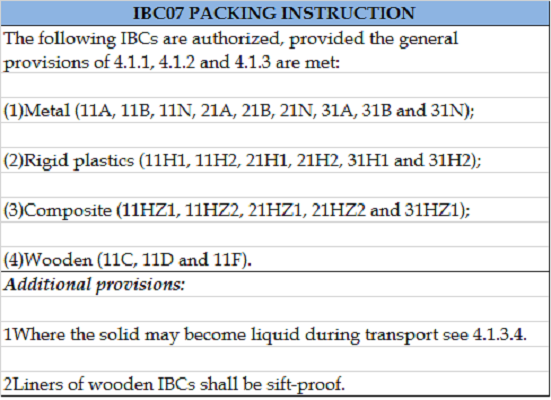 IBC07 PACKING INSTRUCTION
The following IBCs are authorized, provided the general
provisions of 4.1.1, 4.1.2 and 4.1.3 are met:
(1)Metal (11A, 11B, 11N, 21A, 21B, 21N, 31A, 31B and 31N);
(2)Rigid plastics (11H1, 11H2, 21H1, 21H2, 31H1 and 31H2);
(3)Composite (11HZ1, 11HZ2, 21HZ1, 21HZ2 and 31HZ1);
(4)Wooden (11C, 11D and 11F).
Additional provisions:
1Where the solid may become liquid during transport see 4.1.3.4.
2Liners of wooden IBCs shall be sift-proof.